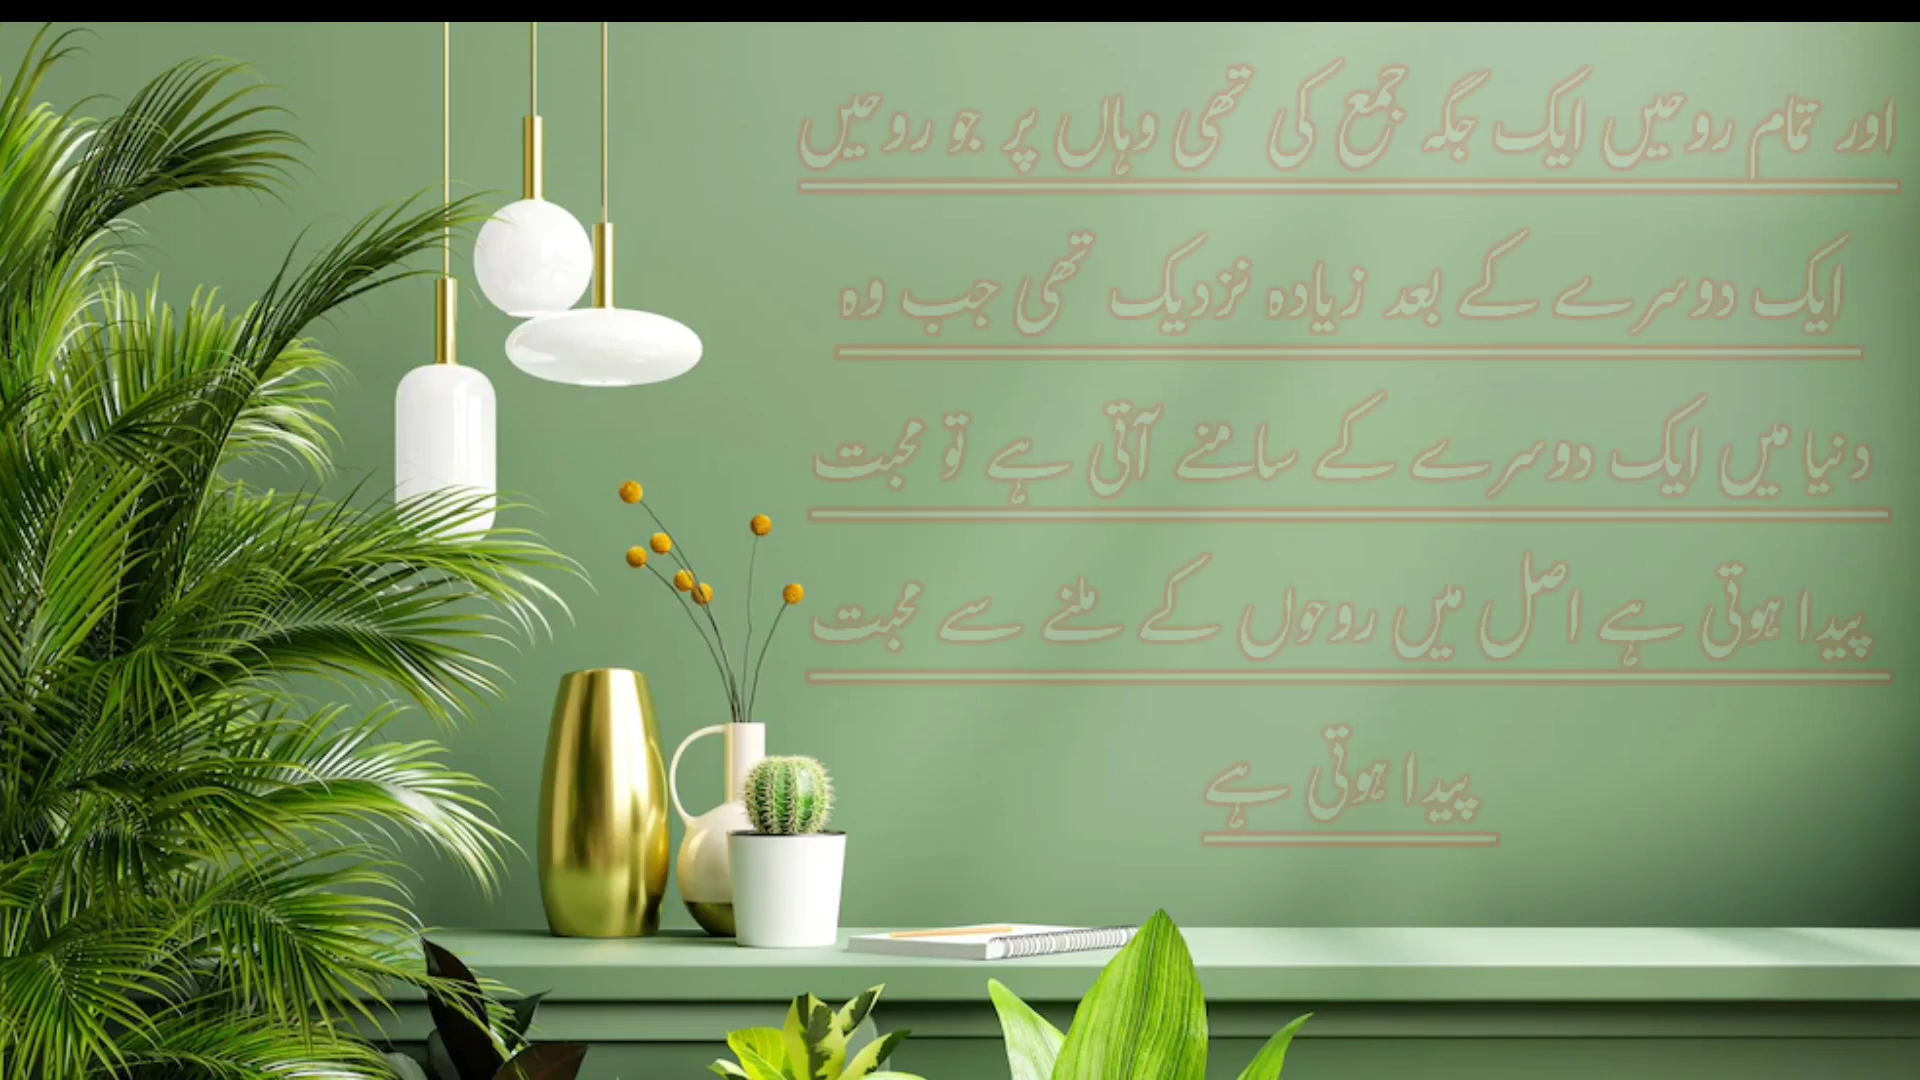 اور تمام روحیں ایک جگہ جمع کی تھی وہاں پر جو روحیں
ایک دوسرے کے بعد زیادہ نزدیک تھی جب وہ
دنیا میں ایک دوسرے کے سامنے آتی ہے تو محبت
پیدا ہوتی ہے اصل میں روحوں کے ملنے سے محبت
پیدا ہوتی ہے